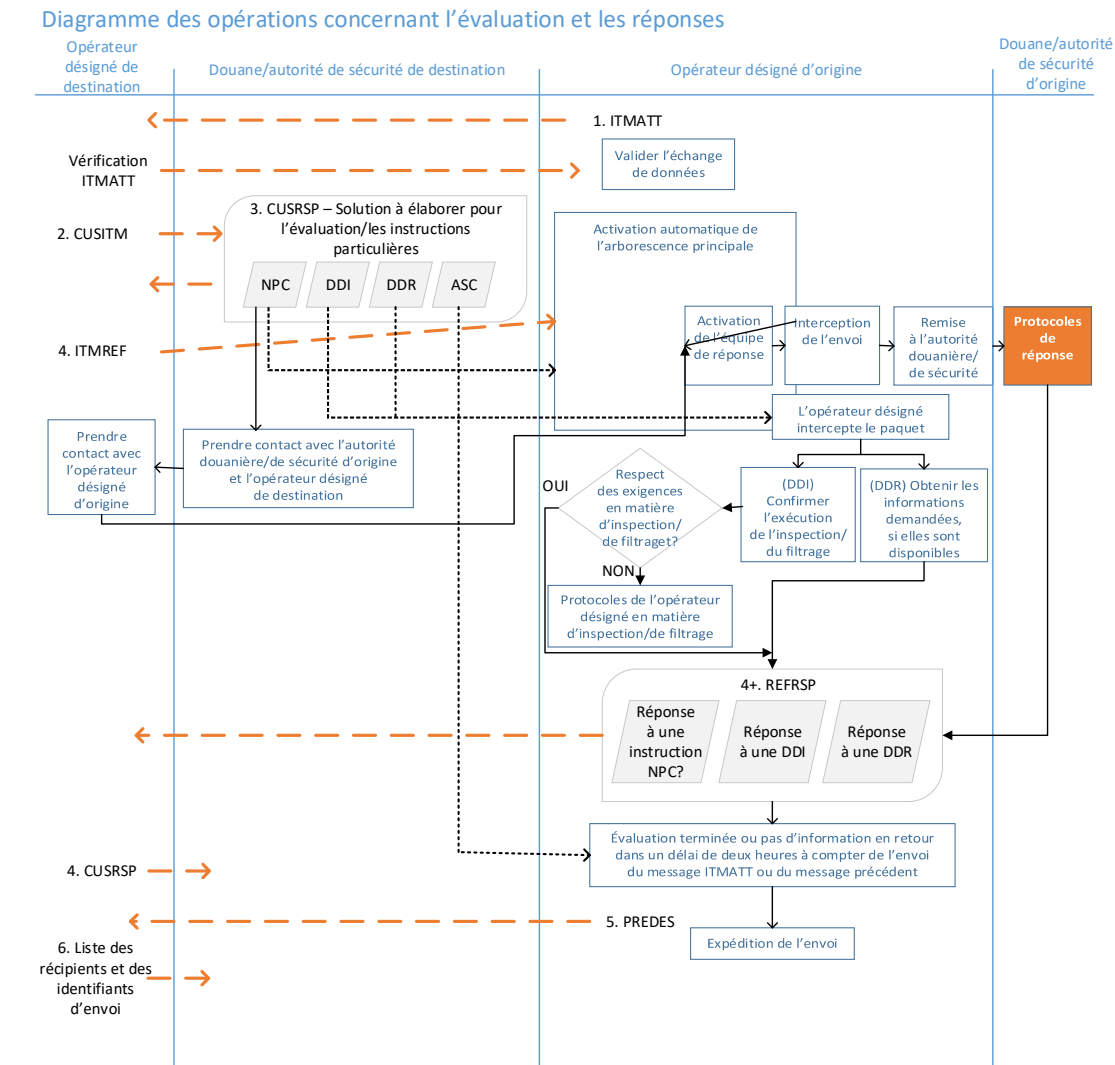 Diagramme des opérations concernant l’évaluation et les réponses
Opérateur
désigné de
destination
Douane/autorité de sécurité de destination
Opérateur désigné d’origine
Douane/autorité
de sécurité
d’origine
1. ITMATT
Vérification
ITMATT
Valider l’échange
de données
2. CUSITM
3. CUSRSP – Solution à élaborer pour
l’évaluation/les instructions
particulières
NPC
DDI
DDR
ASC
Activation automatique de
l’arborescence principale
4. ITMREF
Activation
de l’équipe
de réponse
Interception
de l’envoi
Remise
à l’autorité
douanière/
de sécurité
Protocoles
de
réponse
L’opérateur désigné
intercepte le paquet
Prendre
contact avec
l’opérateur
désigné
d’origine
Prendre contact avec l’autorité
douanière/de sécurité d’origine
et l’opérateur désigné
de destination
OUI
Respect
des exigences
en matière
d’inspection/
de filtraget?
NON
(DDI)
Confirmer
l’exécution
de l’inspection/
du filtrage
(DDR) Obtenir les
informations
demandées,
si elles sont
disponibles
Protocoles de l’opérateur
désigné en matière
d’inspection/de filtrage
4+. REFRSP
Réponse
à une
instruction
NPC?
Réponse
à une DDI
Réponse
à une DDR
Évaluation terminée ou pas d’information en retour
dans un délai de deux heures à compter de l’envoi
du message ITMATT ou du message précédent
4. CUSRSP
5. PREDES
Expédition de l’envoi
6. Liste des
récipients et des
identifiants
d’envoi